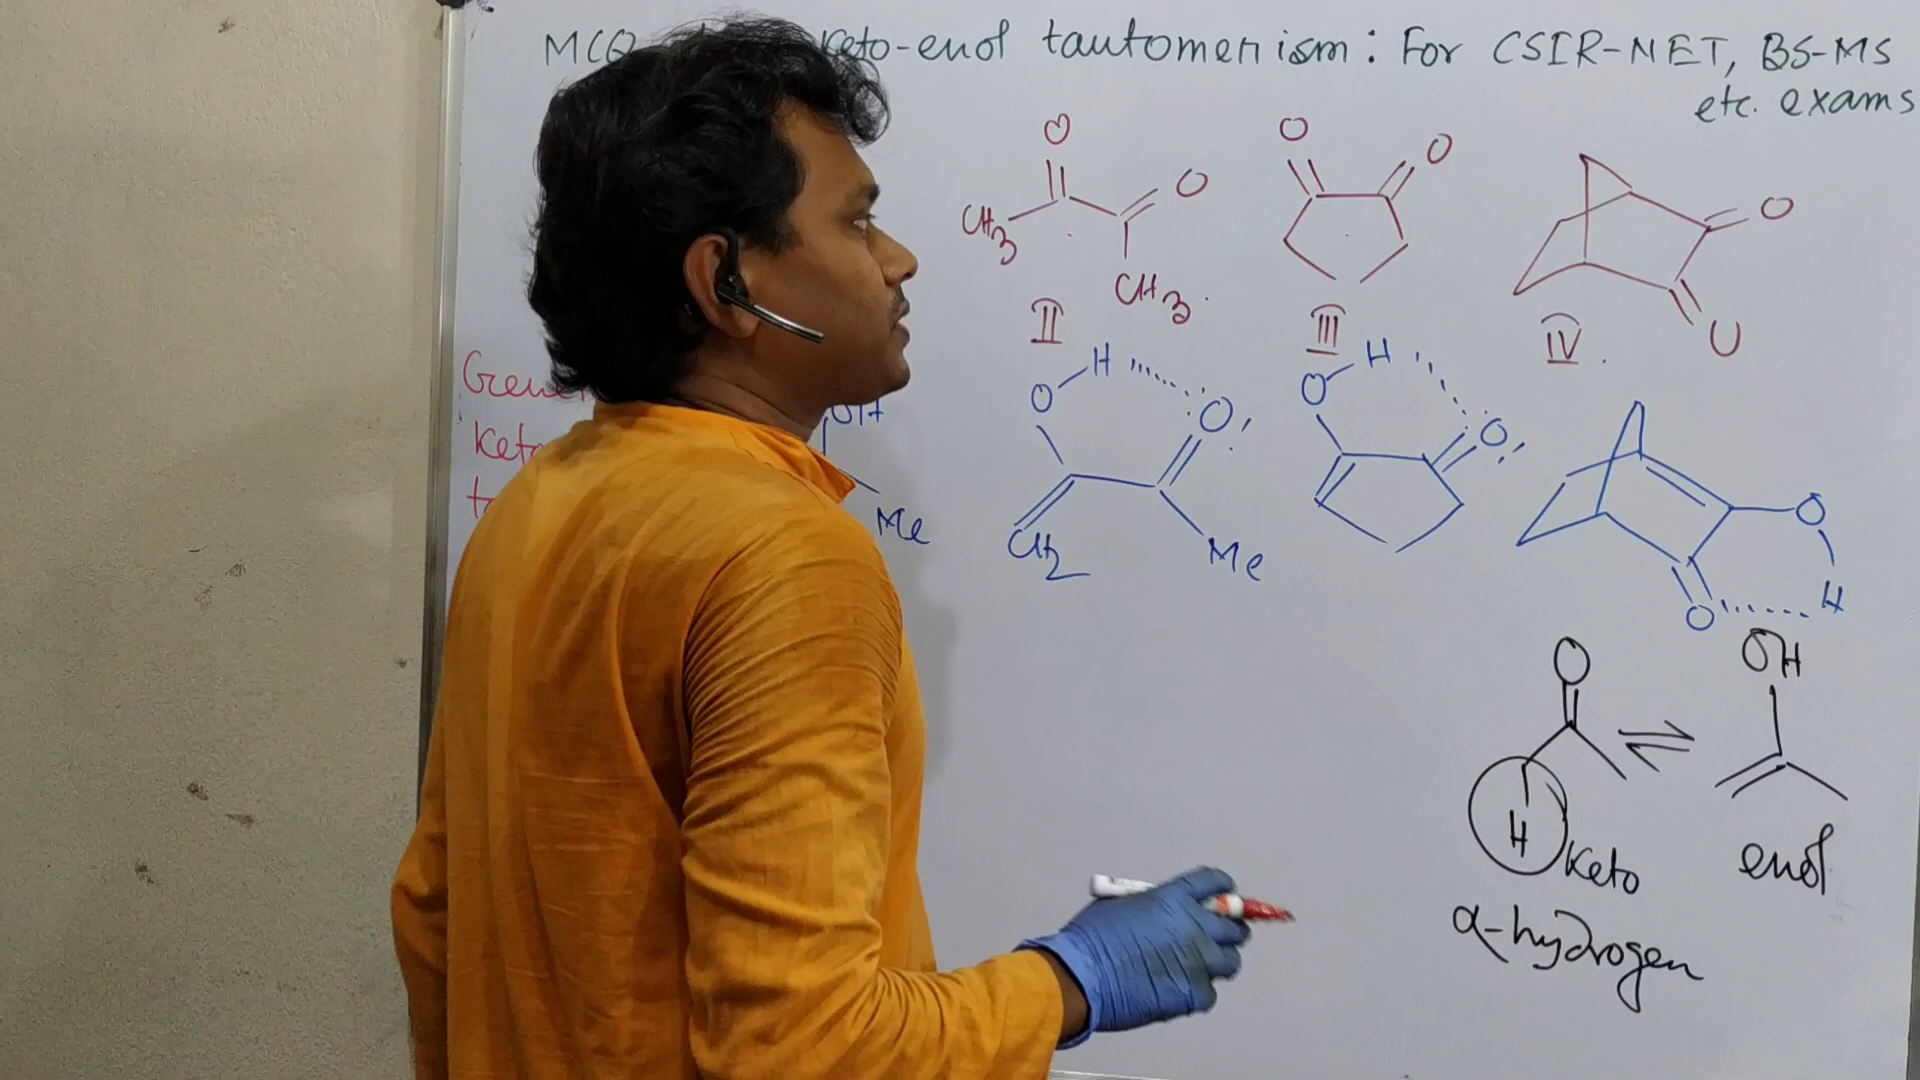 MCQ keto-enol tautomerism: For CSIR-NET, BS-MS
etc. exams
O O O O
CH3 O
CH3
II III IV
H H
O O O O
OH
Me CH2 Me O
H
O
O OH
H keto enol
α-hydrogen